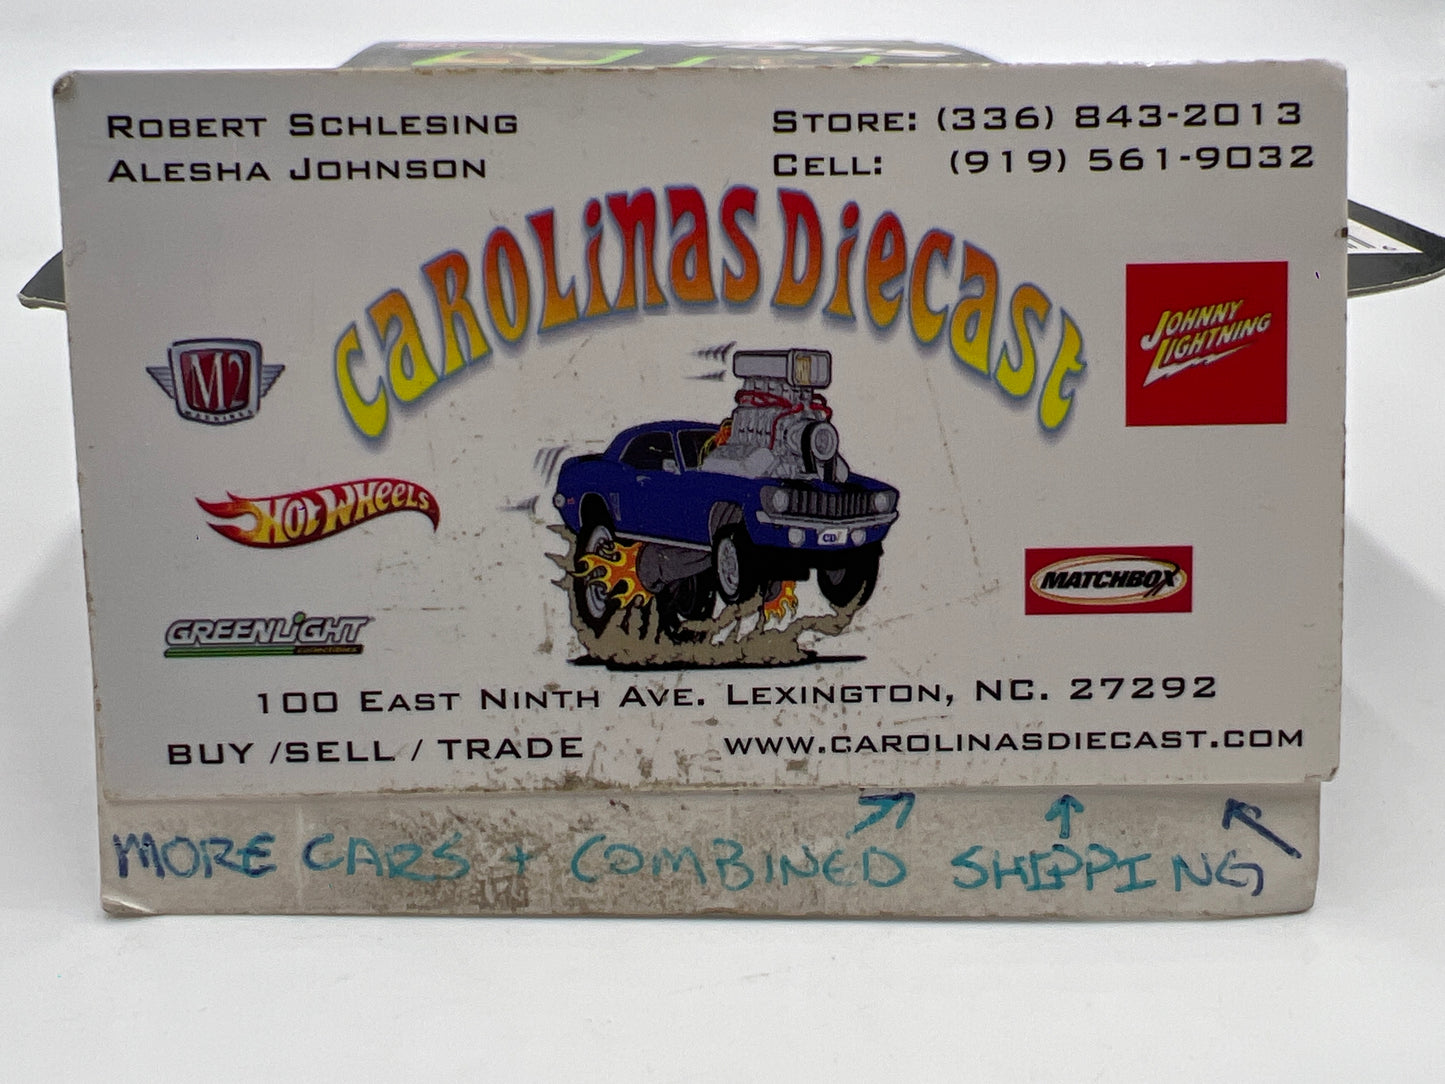 ROBERT SCHLESING
ALESHA JOHNSON
STORE: (336) 843-2013
CELL: (919) 561-9032
CAROLINAS DIECAST
M2
MACHINES
JOHNNY
LIGHTNING
HOT WHEELS
CD
MATCHBOX
GREENLIGHT
collectibles
100 EAST NINTH AVE. LEXINGTON, NC. 27292
BUY /SELL / TRADE
WWW.CAROLINASDIECAST.COM
MORE CARS + COMBINED SHIPPING